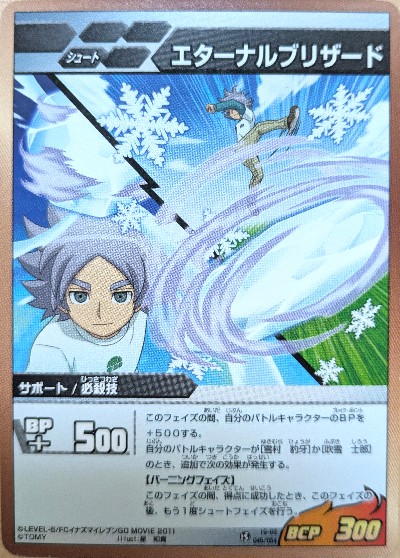 シュート
エターナルブリザード
サポート / 必殺技
ひっさつわざ
BP
+
500
このフェイズの間、自分のバトルキャラクターのBPを
+500する。
自分のバトルキャラクターが[雪村 豹牙]か[吹雪 士郎]
のとき、追加で次の効果が発生する。
【バーニングフェイズ】
このフェイズの間、得点に成功したとき、このフェイズの
後、もう1度シュートフェイズを行う。
©LEVEL-5/FCイナズマイレブンGO MOVIE 2011
©TOMY
BCP 300